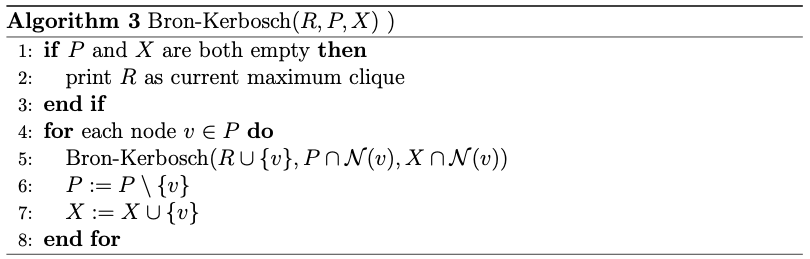 Algorithm 3 Bron-Kerbosch(R, P, X) )
1: if P and X are both empty then
2: print R as current maximum clique
3: end if
4: for each node v ∈ P do
5: Bron-Kerbosch(R ∪ {v}, P ∩ 𝒩(v), X ∩ 𝒩(v))
6: P := P \ {v}
7: X := X ∪ {v}
8: end for